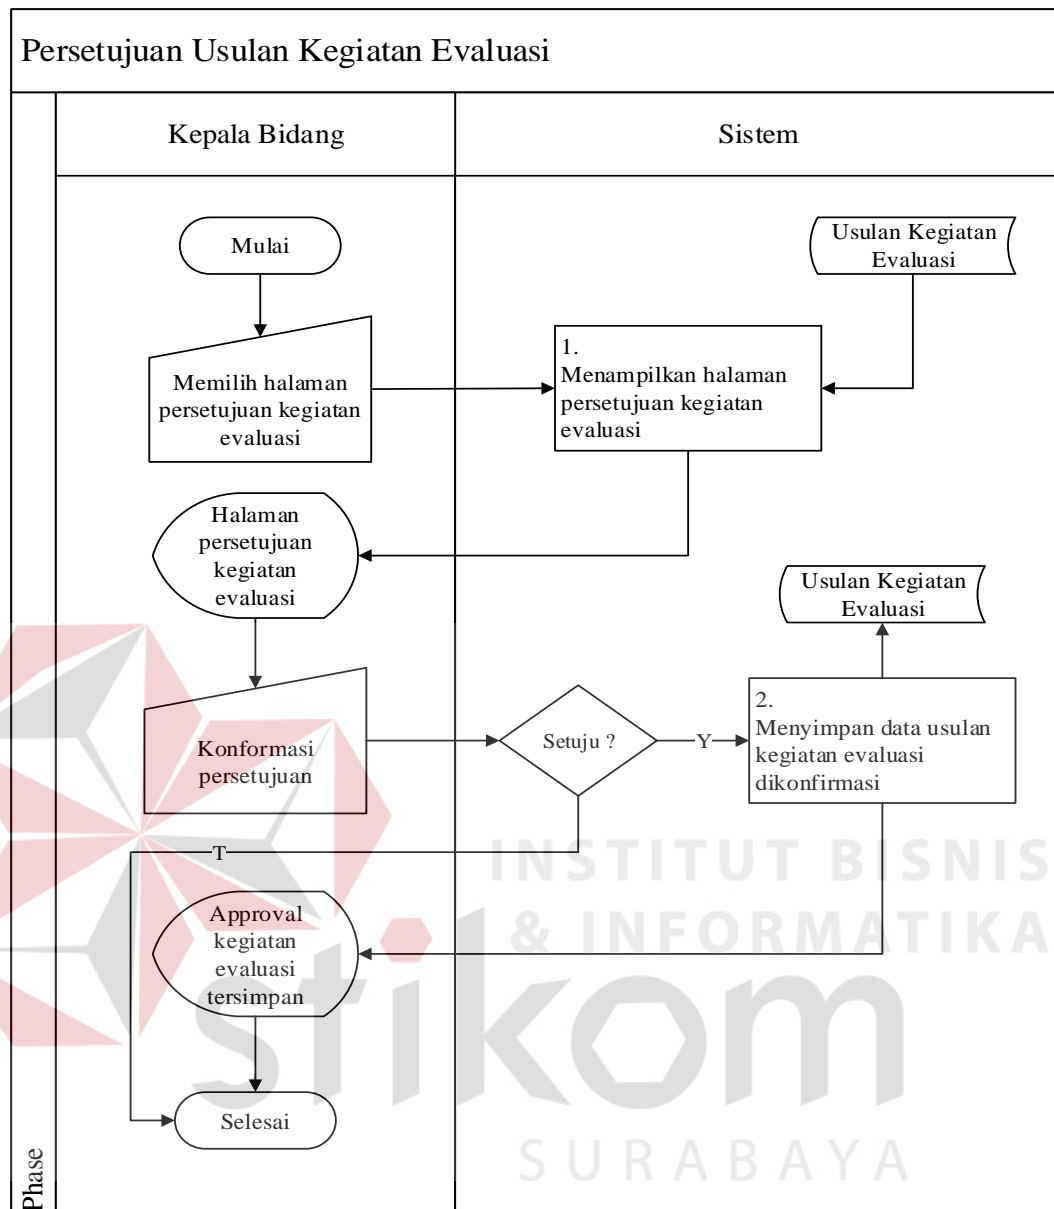 Persetujuan Usulan Kegiatan Evaluasi
Kepala Bidang
Sistem
Mulai
Usulan Kegiatan
Evaluasi
Memilih halaman
persetujuan kegiatan
evaluasi
1.
Menampilkan halaman
persetujuan kegiatan
evaluasi
Halaman
persetujuan
kegiatan
evaluasi
Usulan Kegiatan
Evaluasi
Konformasi
persetujuan
Setuju ?
Y
2.
Menyimpan data usulan
kegiatan evaluasi
dikonfirmasi
T
Approval
kegiatan
evaluasi
tersimpan
Selesai
Phase
INSTITUT BISNIS
& INFORMATIKA
stikom
SURABAYA